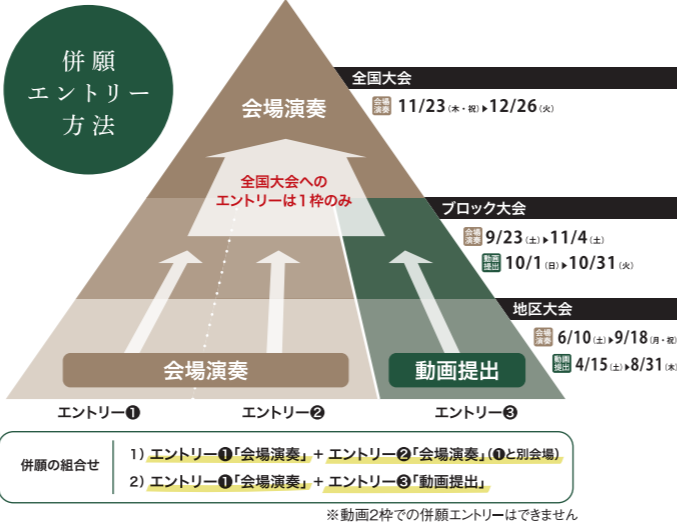 併願
エントリー
方法
会場演奏
全国大会への
エントリーは1枠のみ
全国大会
会場演奏 11/23(木・祝)▶12/26(火)
ブロック大会
会場演奏 9/23(土)▶11/4(土)
動画提出 10/1(日)▶10/31(火)
地区大会
会場演奏 6/10(土)▶9/18(月・祝)
動画提出 4/15(土)▶8/31(木)
会場演奏 動画提出
エントリー❶ エントリー❷ エントリー❸
併願の組合せ
1)エントリー❶「会場演奏」+エントリー❷「会場演奏」(❶と別会場)
2)エントリー❶「会場演奏」+エントリー❸「動画提出」
※動画2枠での併願エントリーはできません